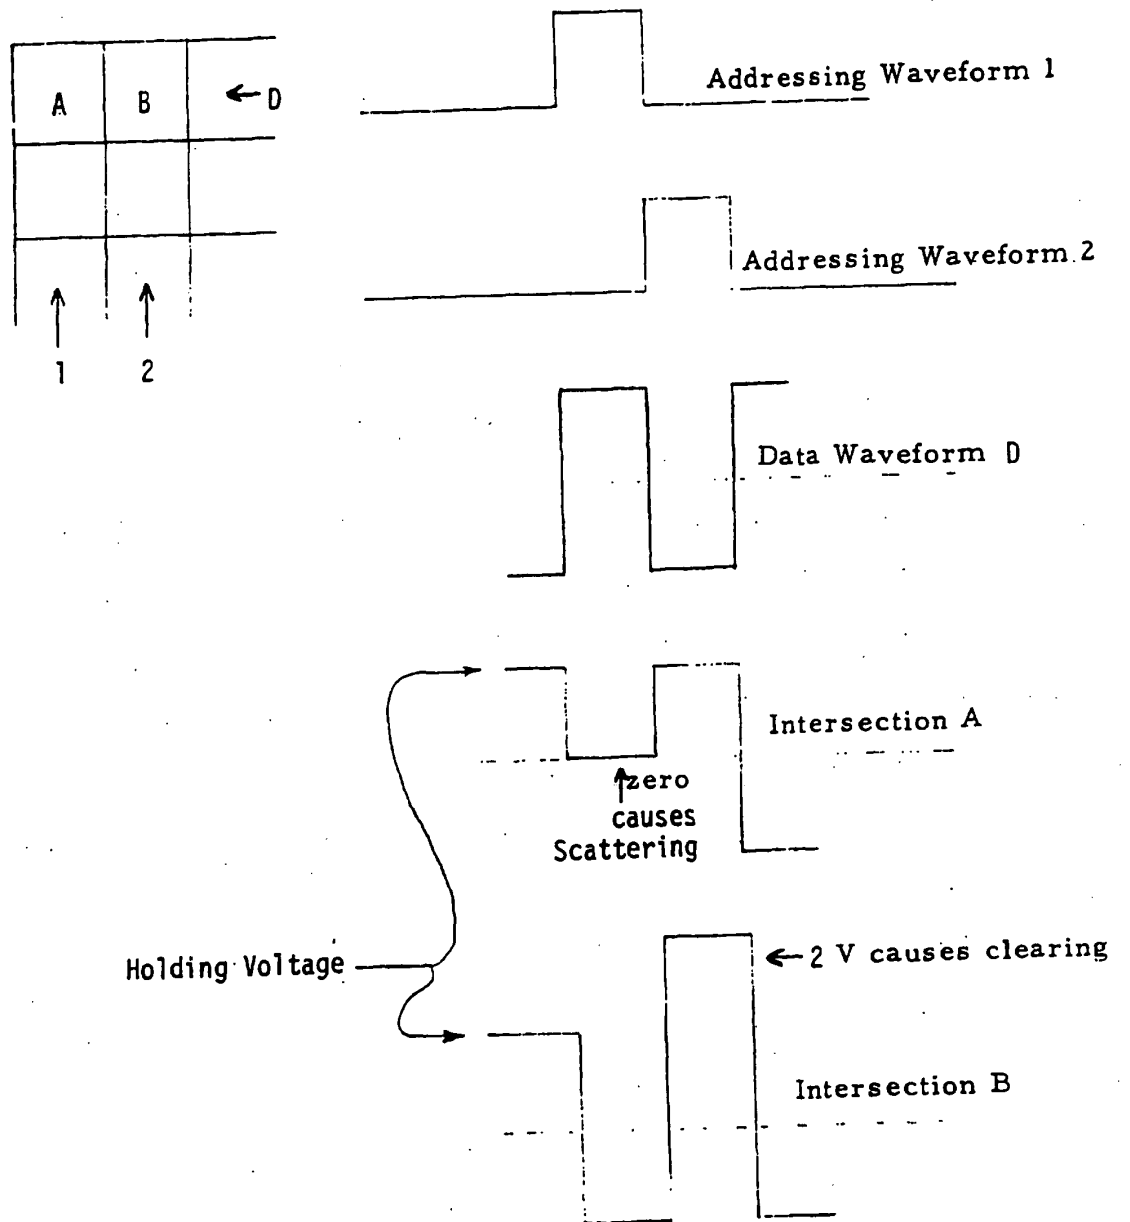 A B ← D
1 2
Addressing Waveform 1
Addressing Waveform 2
Data Waveform D
Intersection A
zero
causes
Scattering
Holding Voltage
← 2 V causes clearing
Intersection B